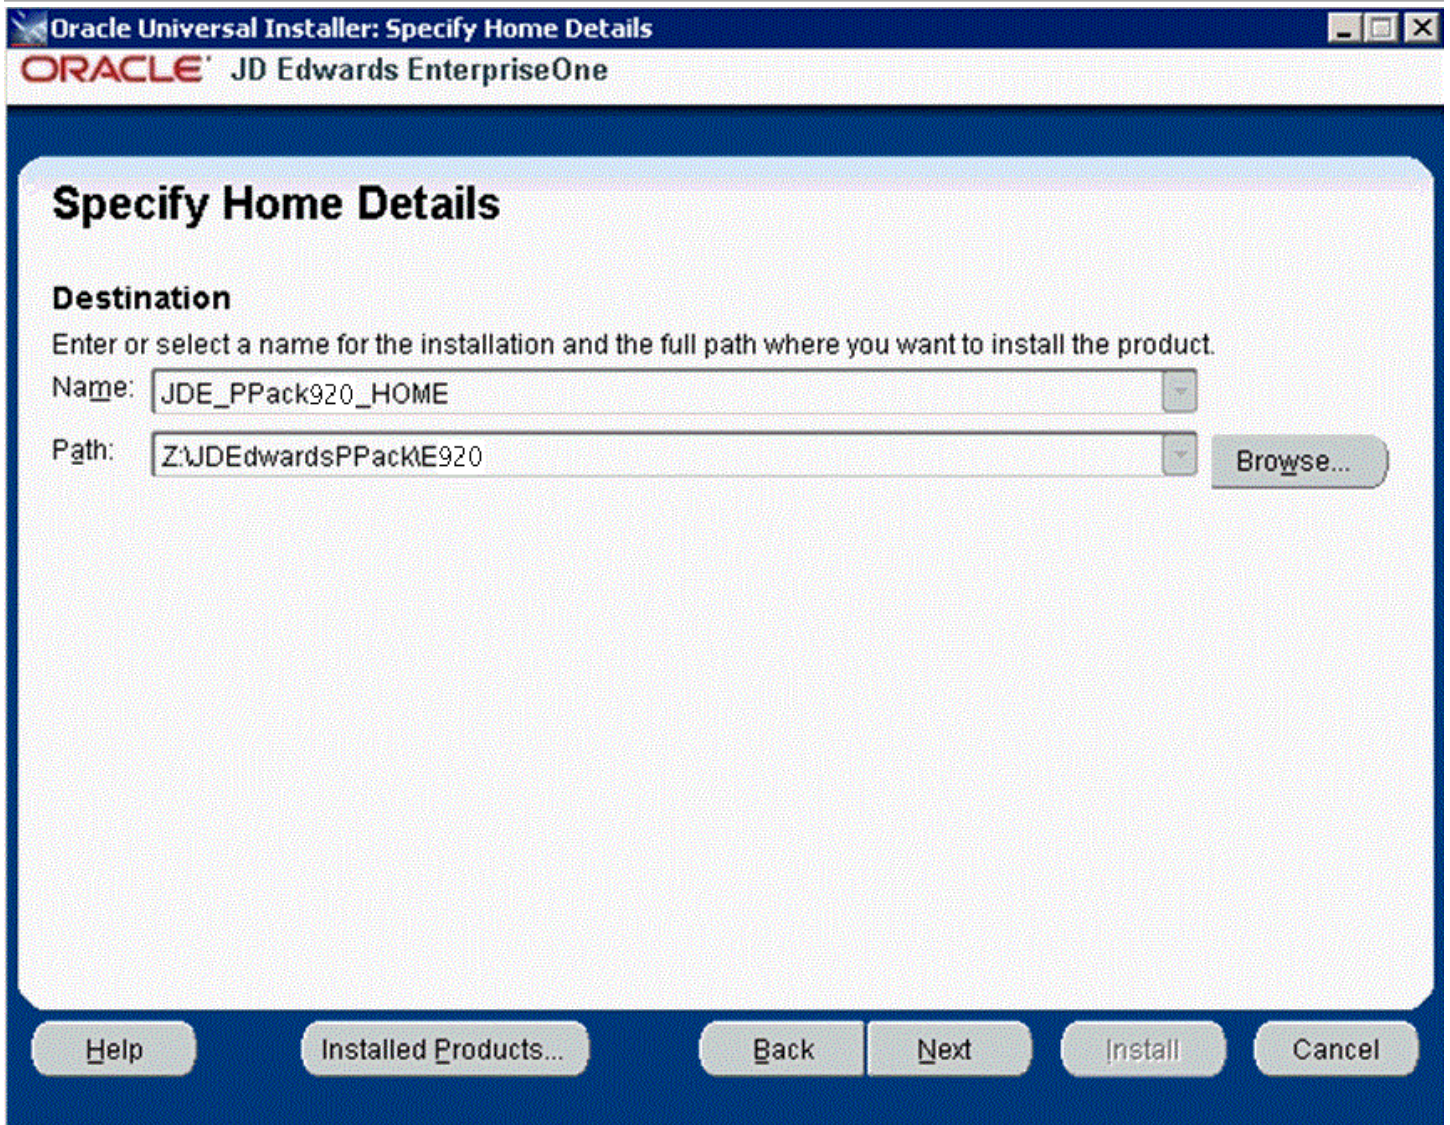 Oracle Universal Installer: Specify Home Details
ORACLE JD Edwards EnterpriseOne
Specify Home Details
Destination
Enter or select a name for the installation and the full path where you want to install the product.
Name: JDE_PPack920_HOME
Path: Z:\JDEdwardsPPack\E920 Browse...
Help Installed Products... Back Next Install Cancel